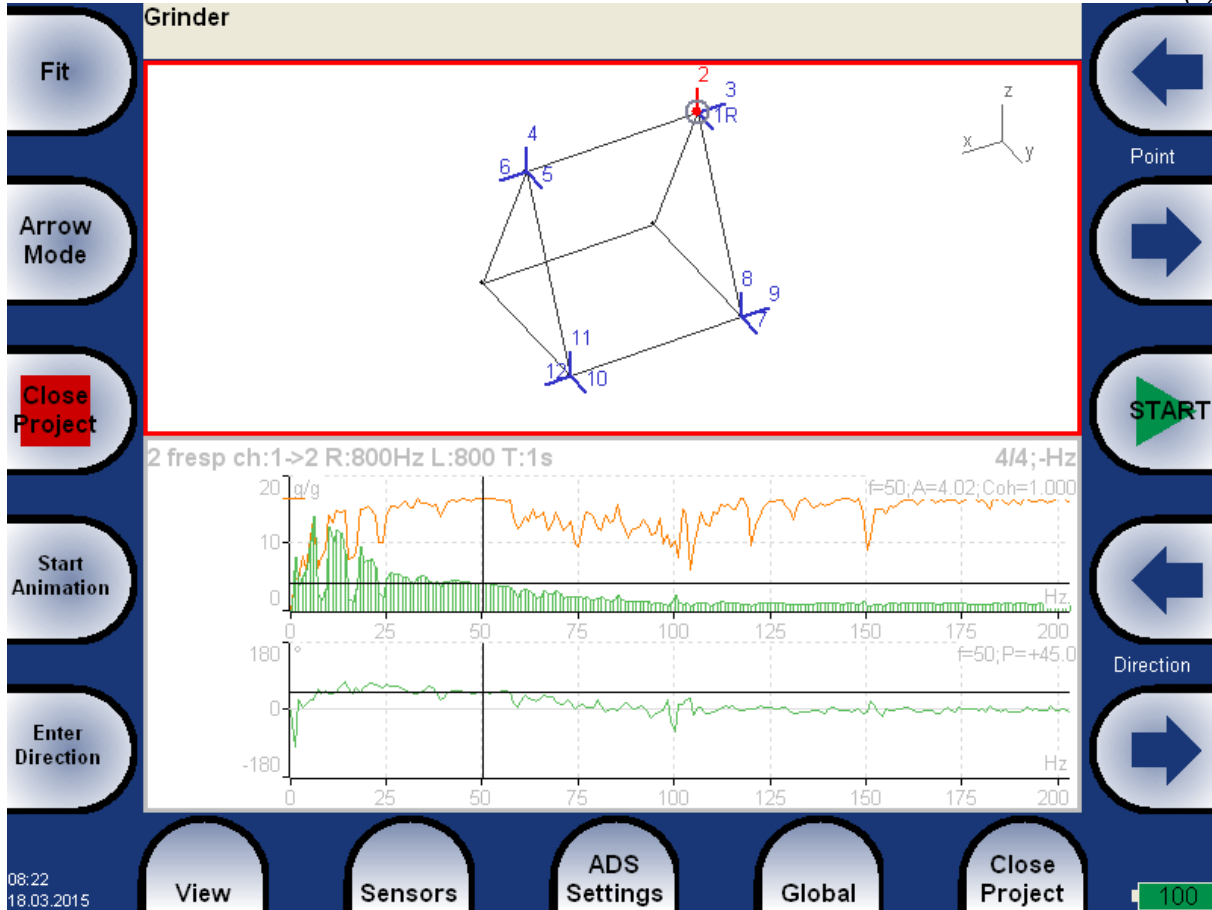 Grinder
Fit
Arrow
Mode
Close
Project
Start
Animation
Enter
Direction
2
3
1R
4
6
5
z
x
y
8
9
7
11
12
10
Point
START
Direction
2 fresp ch:1->2 R:800Hz L:800 T:1s
4/4;-Hz
20
g/g
f=50;A=4.02;Coh=1.000
10
0
Hz
0 25 50 75 100 125 150 175 200
180
°
f=50;P=+45.0
0
-180
Hz
0 25 50 75 100 125 150 175 200
08:22
18.03.2015
View
Sensors
ADS
Settings
Global
Close
Project
100